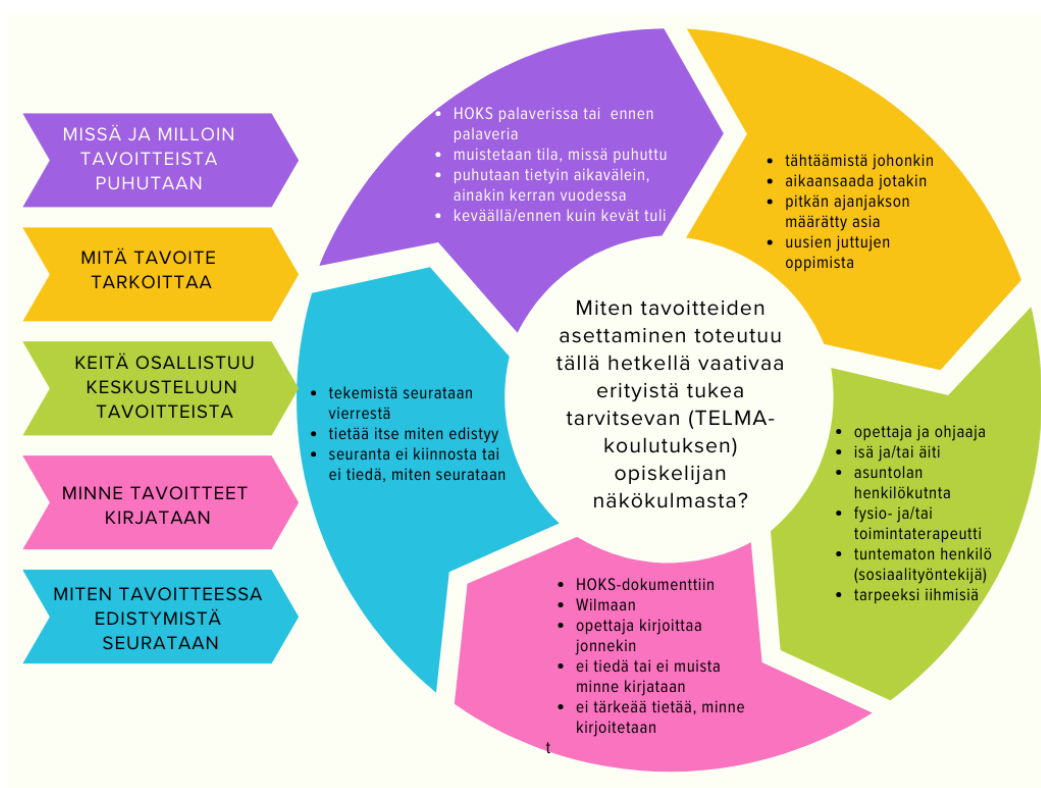 MISSÄ JA MILLOIN
TAVOITTEISTA
PUHUTAAN
MITÄ TAVOITE
TARKOITTAA
KEITÄ OSALLISTUU
KESKUSTELUUN
TAVOITTEISTA
MINNE TAVOITTEET
KIRJATAAN
MITEN TAVOITTEESSA
EDISTYMISTÄ
SEURATAAN
• HOKS palaverissa tai ennen
palaveria
• muistetaan tila, missä puhuttu
• puhutaan tietyin aikavälein,
ainakin kerran vuodessa
• keväällä/ennen kuin kevät tuli
• tähtäämistä johonkin
• aikaansaada jotakin
• pitkän ajanjakson
määrätty asia
• uusien juttujen
oppimista
• opettaja ja ohjaaja
• isä ja/tai äiti
• asuntolan
henkilökutnta
• fysio- ja/tai
toimintaterapeutti
• tuntematon henkilö
(sosiaalityöntekijä)
• tarpeeksi iihmisiä
• HOKS-dokumenttiin
• Wilmaan
• opettaja kirjoittaa
jonnekin
• ei tiedä tai ei muista
minne kirjataan
• ei tärkeää tietää, minne
kirjoitetaan
t
• tekemistä seurataan
vierrestä
• tietää itse miten edistyy
• seuranta ei kiinnosta tai
ei tiedä, miten seurataan
Miten tavoitteiden
asettaminen toteutuu
tällä hetkellä vaativaa
erityistä tukea
tarvitsevan (TELMA-
koulutuksen)
opiskelijan
näkökulmasta?